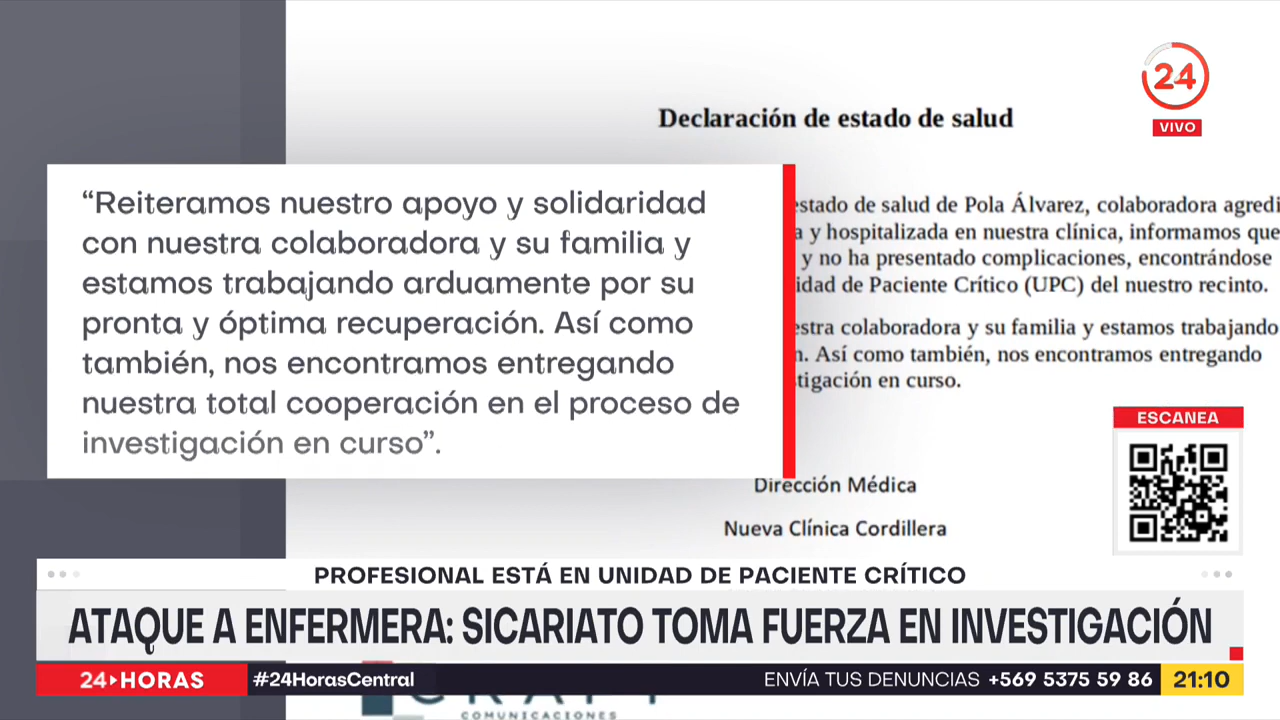 24
VIVO
Declaración de estado de salud
“Reiteramos nuestro apoyo y solidaridad
con nuestra colaboradora y su familia y
estamos trabajando arduamente por su
pronta y óptima recuperación. Así como
también, nos encontramos entregando
nuestra total cooperación en el proceso de
investigación en curso”.
estado de salud de Pola Álvarez, colaboradora agredi
a y hospitalizada en nuestra clínica, informamos que
y no ha presentado complicaciones, encontrándose
idad de Paciente Crítico (UPC) del nuestro recinto.
estra colaboradora y su familia y estamos trabajando
n. Así como también, nos encontramos entregando
tigación en curso.
ESCANEA
Dirección Médica
Nueva Clínica Cordillera
PROFESIONAL ESTÁ EN UNIDAD DE PACIENTE CRÍTICO
ATAQUE A ENFERMERA: SICARIATO TOMA FUERZA EN INVESTIGACIÓN
24 HORAS #24HorasCentral ENVÍA TUS DENUNCIAS +569 5375 59 86 21:10
COMUNICACIONES